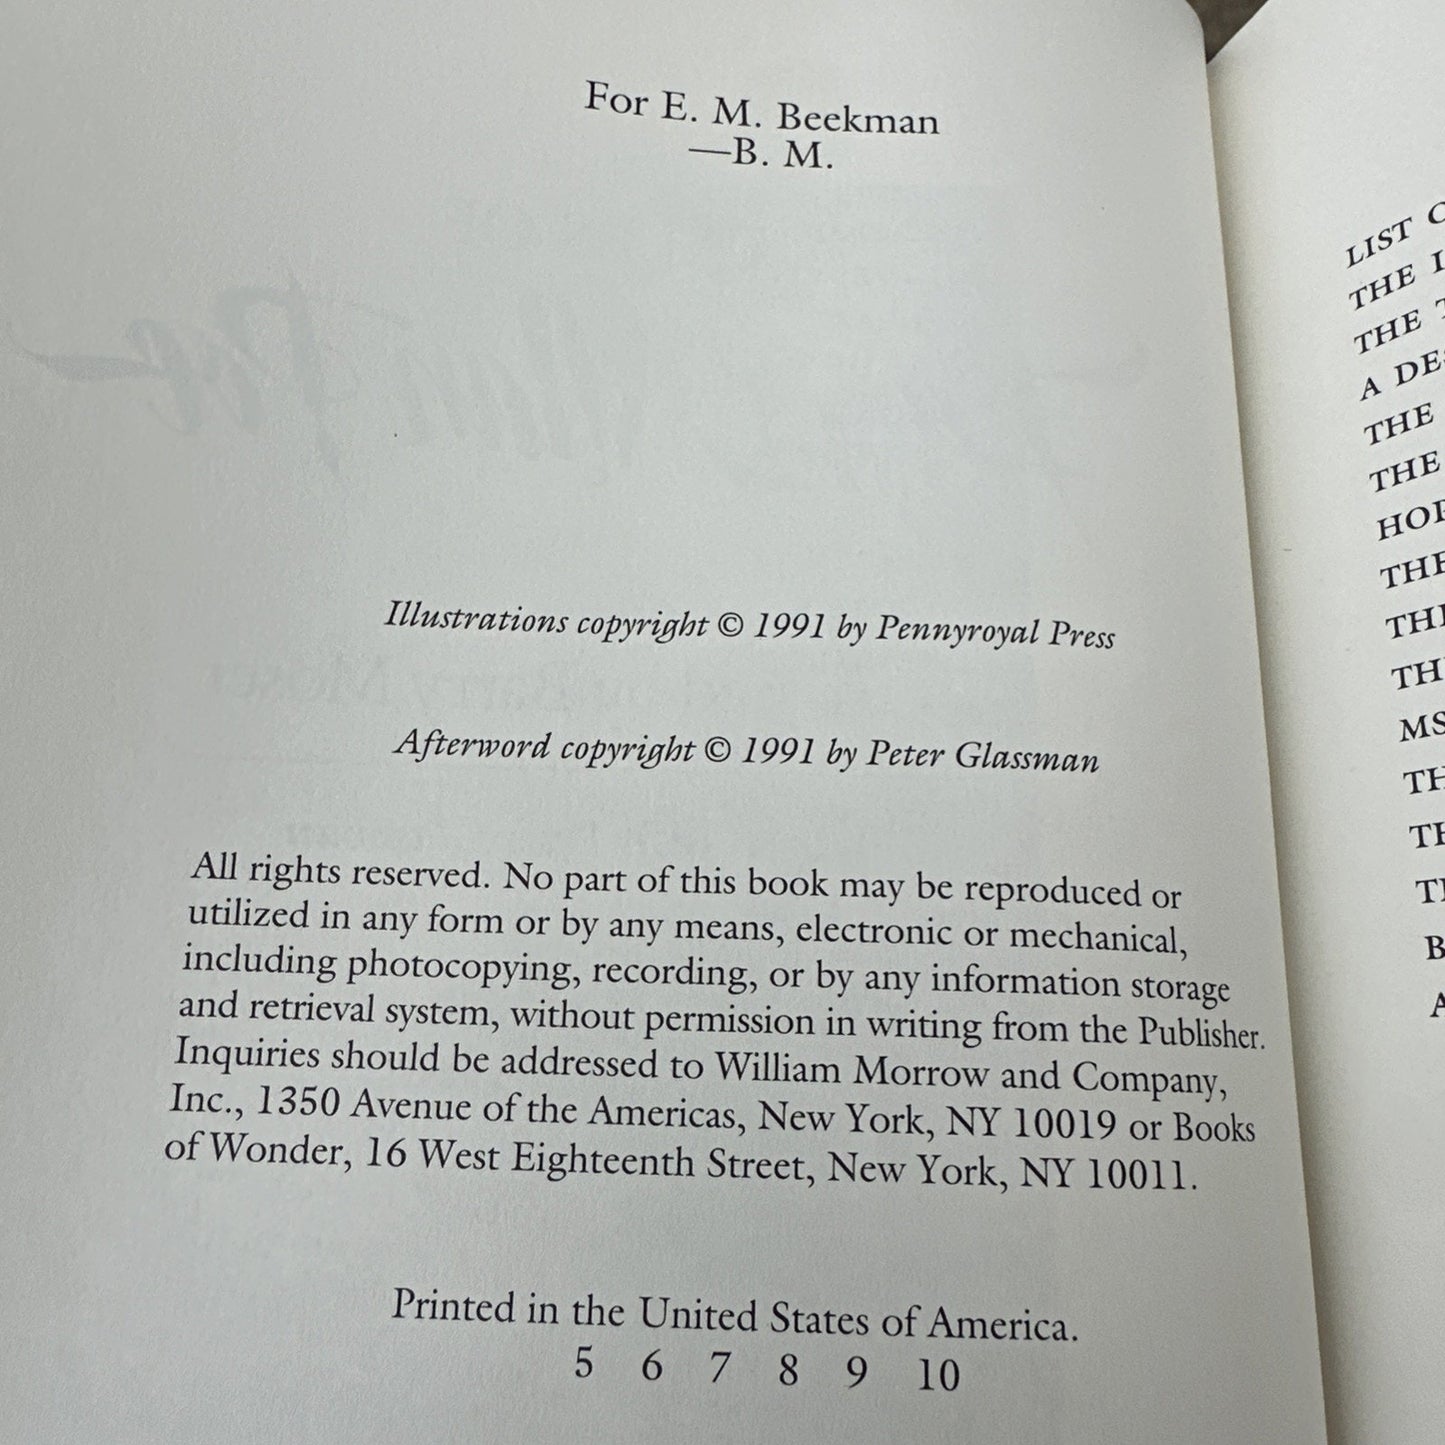 For E. M. Beekman
—B. M.
Illustrations copyright © 1991 by Pennyroyal Press
Afterword copyright © 1991 by Peter Glassman
All rights reserved. No part of this book may be reproduced or
utilized in any form or by any means, electronic or mechanical,
including photocopying, recording, or by any information storage
and retrieval system, without permission in writing from the Publisher.
Inquiries should be addressed to William Morrow and Company,
Inc., 1350 Avenue of the Americas, New York, NY 10019 or Books
of Wonder, 16 West Eighteenth Street, New York, NY 10011.
Printed in the United States of America.
5 6 7 8 9 10
LIST
THE
THE
A
THE
THE
THE